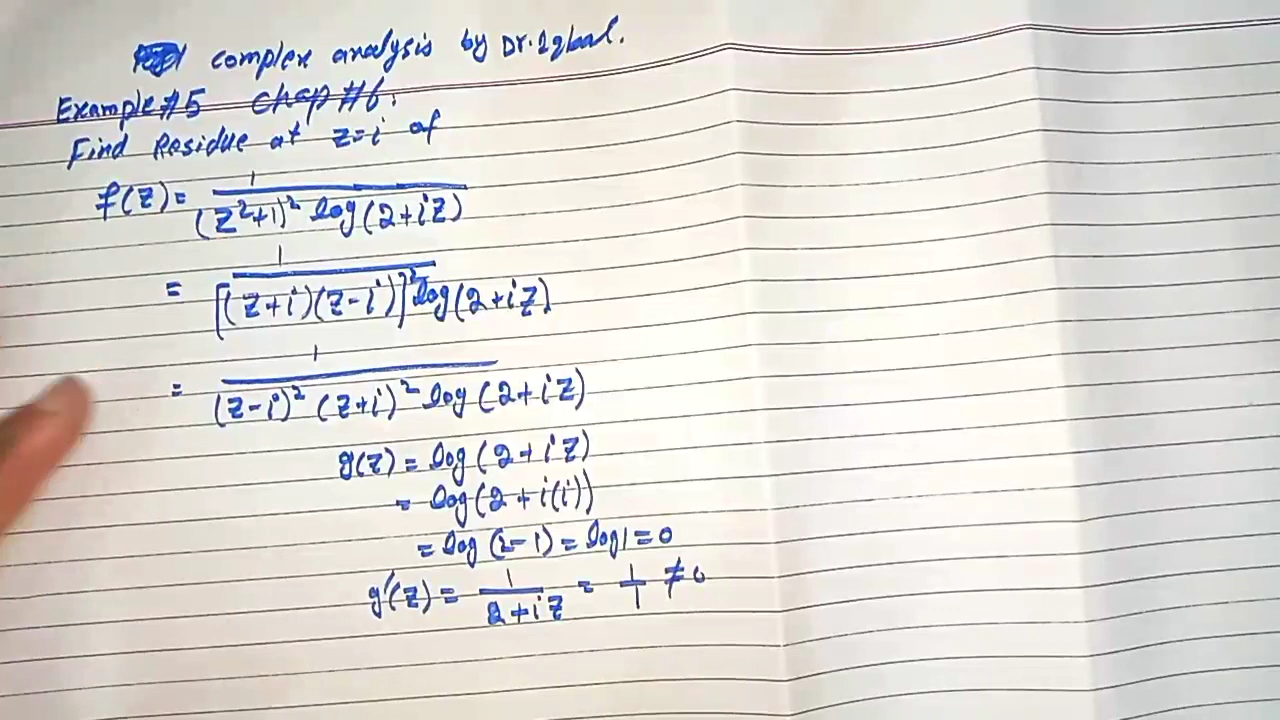 complex analysis by Dr. Iqbal.
Example #5 Chap #6.
Find Residue at z=i of
f(z) = 1/((z²+1)² log(2+iz))
= 1/([(z+i)(z-i)]² log(2+iz))
= 1/((z-i)² (z+i)² log(2+iz))
g(z) = log(2+iz)
= log(2+i(i))
= log(2-1) = log1 = 0
g'(z) = 1/(2+iz) = 1/1 ≠ 0